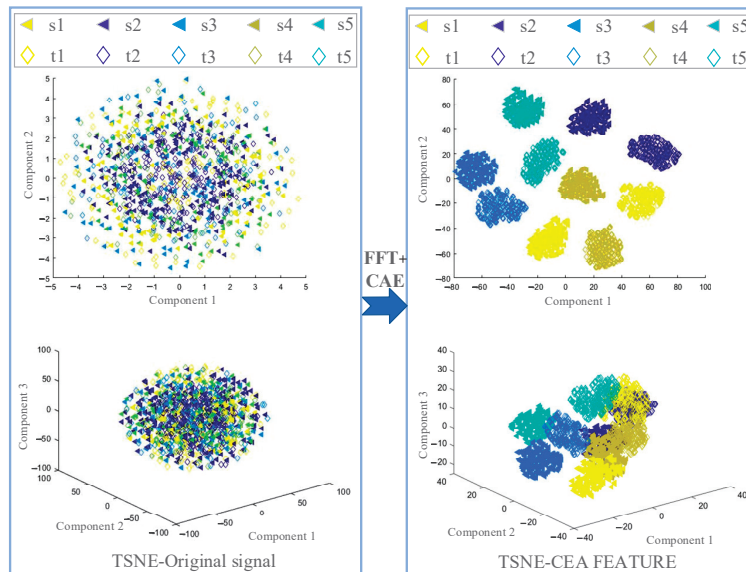 s1 s2 s3 s4 s5
t1 t2 t3 t4 t5
5
4
3
2
1
0
−1
−2
−3
−4
5
Component 2
−5 −4 −3 −2 −1 0 1 2 3 4 5
Component 1
100
50
0
−50
−100
Component 3
100
50
0
−50
−100
Component 2
−100
−50
0
50
100
Component 1
TSNE-Original signal
FFT+
CAE
s1 s2 s3 s4 s5
t1 t2 t3 t4 t5
80
60
40
20
0
−20
−40
−60
−80
Component 2
−80 −60 −40 −20 0 20 40 60 80 100
Component 1
40
30
20
10
0
−10
−20
Component 3
40
20
0
−20
−40
Component 2
−40
−20
0
20
40
Component 1
TSNE-CEA FEATURE